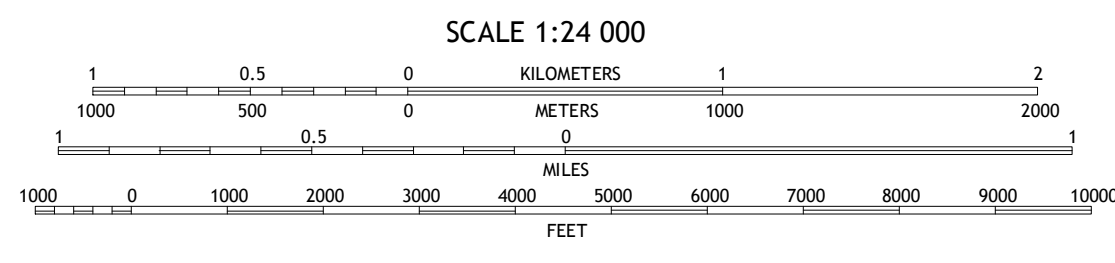 SCALE 1:24 000
1 0.5 0 KILOMETERS 1 2
1000 500 0 METERS 1000 2000
1 0.5 0 1
MILES
1000 0 1000 2000 3000 4000 5000 6000 7000 8000 9000 10000
FEET